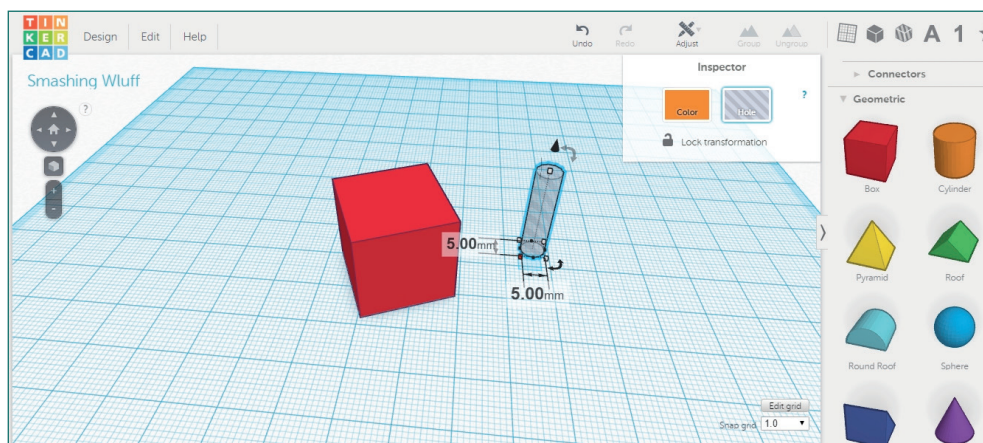 TIN
KER
CAD
Design
Edit
Help
Undo
Redo
Adjust
Group
Ungroup
A
1
Smashing Wluff
?
+
-
Inspector
Color
Hole
?
Lock transformation
Connectors
Geometric
Box
Cylinder
Pyramid
Roof
Round Roof
Sphere
5.00mm
5.00mm
Edit grid
Snap grid 1.0